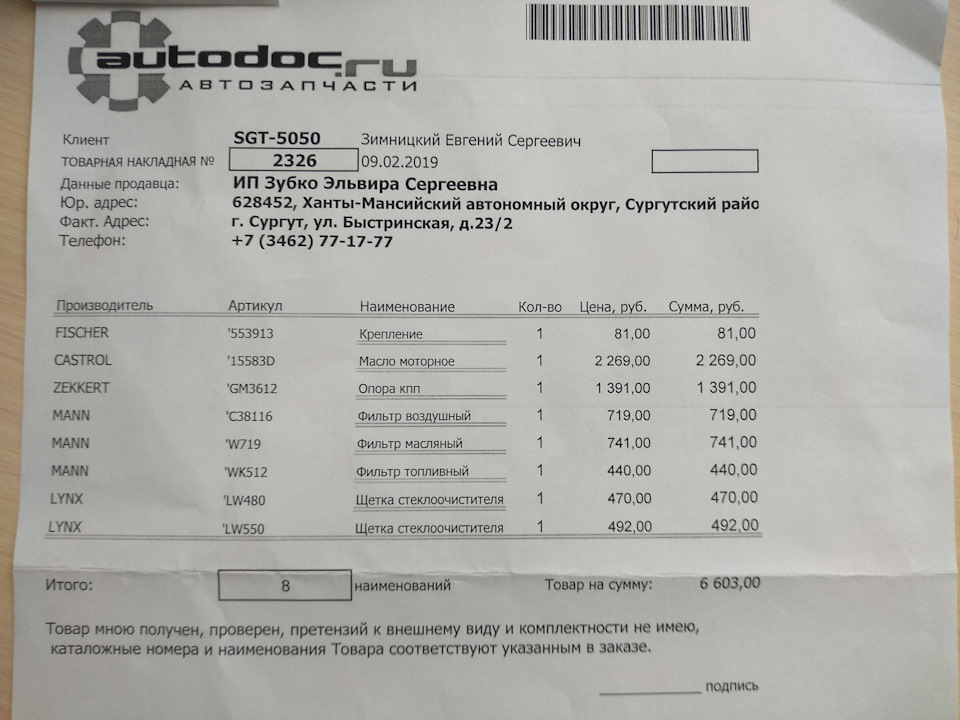 autodoc.ru
АВТОЗАПЧАСТИ
Клиент SGT-5050 Зимницкий Евгений Сергеевич
ТОВАРНАЯ НАКЛАДНАЯ № 2326 09.02.2019
Данные продавца: ИП Зубко Эльвира Сергеевна
Юр. адрес: 628452, Ханты-Мансийский автономный округ, Сургутский райо
Факт. Адрес: г. Сургут, ул. Быстринская, д.23/2
Телефон: +7 (3462) 77-17-77
Производитель Артикул Наименование Кол-во Цена, руб. Сумма, руб.
FISCHER '553913 Крепление 1 81,00 81,00
CASTROL '15583D Масло моторное 1 2 269,00 2 269,00
ZEKKERT 'GM3612 Опора кпп 1 1 391,00 1 391,00
MANN 'C38116 Фильтр воздушный 1 719,00 719,00
MANN 'W719 Фильтр масляный 1 741,00 741,00
MANN 'WK512 Фильтр топливный 1 440,00 440,00
LYNX 'LW480 Щетка стеклоочистителя 1 470,00 470,00
LYNX 'LW550 Щетка стеклоочистителя 1 492,00 492,00
Итого: 8 наименований Товар на сумму: 6 603,00
Товар мною получен, проверен, претензий к внешнему виду и комплектности не имею,
каталожные номера и наименования Товара соответствуют указанным в заказе.
подпись